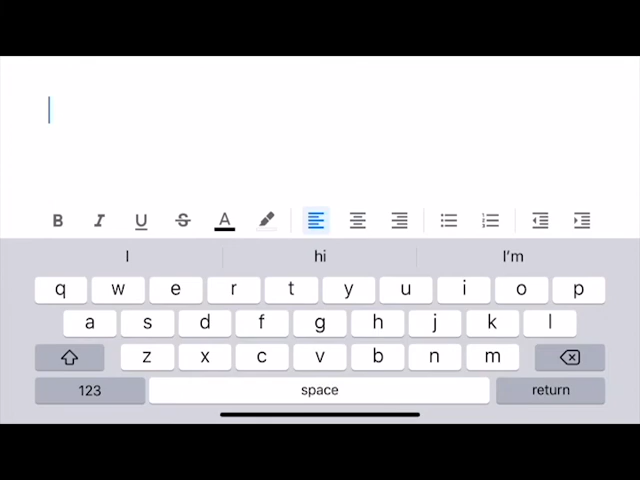 B I U S A
I hi I'm
q w e r t y u i o p
a s d f g h j k l
z x c v b n m
123 space return